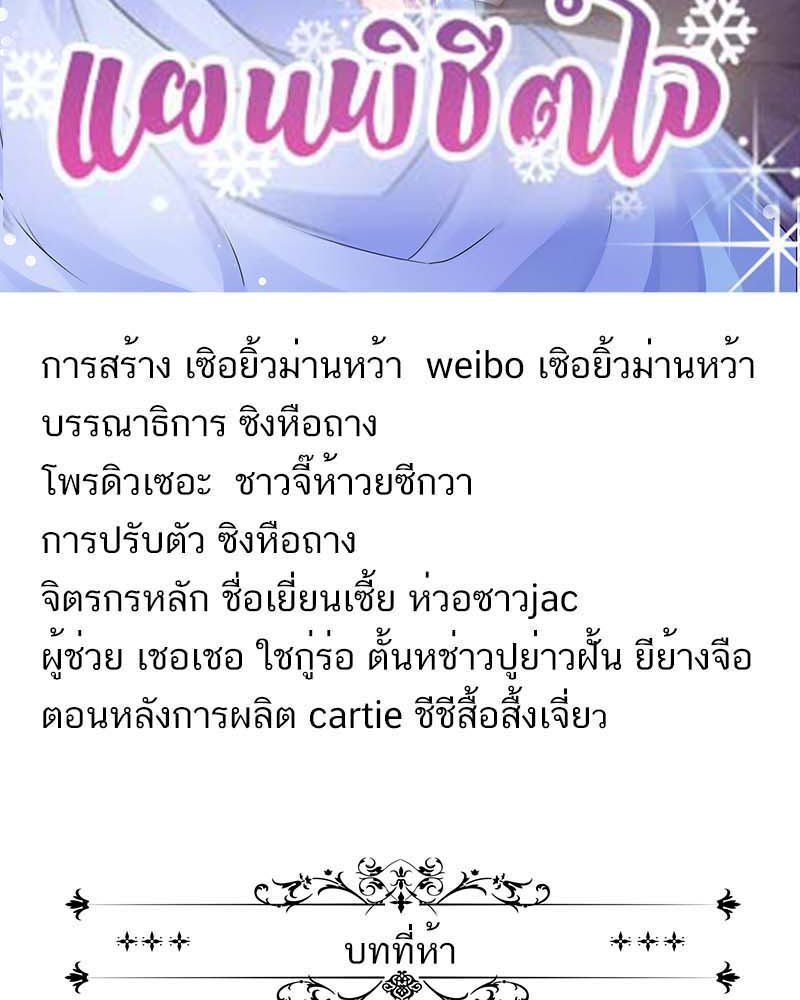 แผนพิชิตใจ
การสร้าง เซิอยิ้วม่านหว้า  weibo เซิอยิ้วม่านหว้า
บรรณาธิการ ซิงหือถาง
โพรดิวเซอะ  ชาวจี๊ห้าวยซีกวา
การปรับตัว ซิงหือถาง
จิตรกรหลัก ชื่อเยี่ยนเซี้ย ห่วอซาวjac
ผู้ช่วย เชอเชอ ใชกู่ร่อ ตั้นหช่าวปูย่าวฝั้น ยีย้างจือ
ตอนหลังการผลิต cartie ชีชีสื้อสื้งเจี่ยว
บทที่ห้า